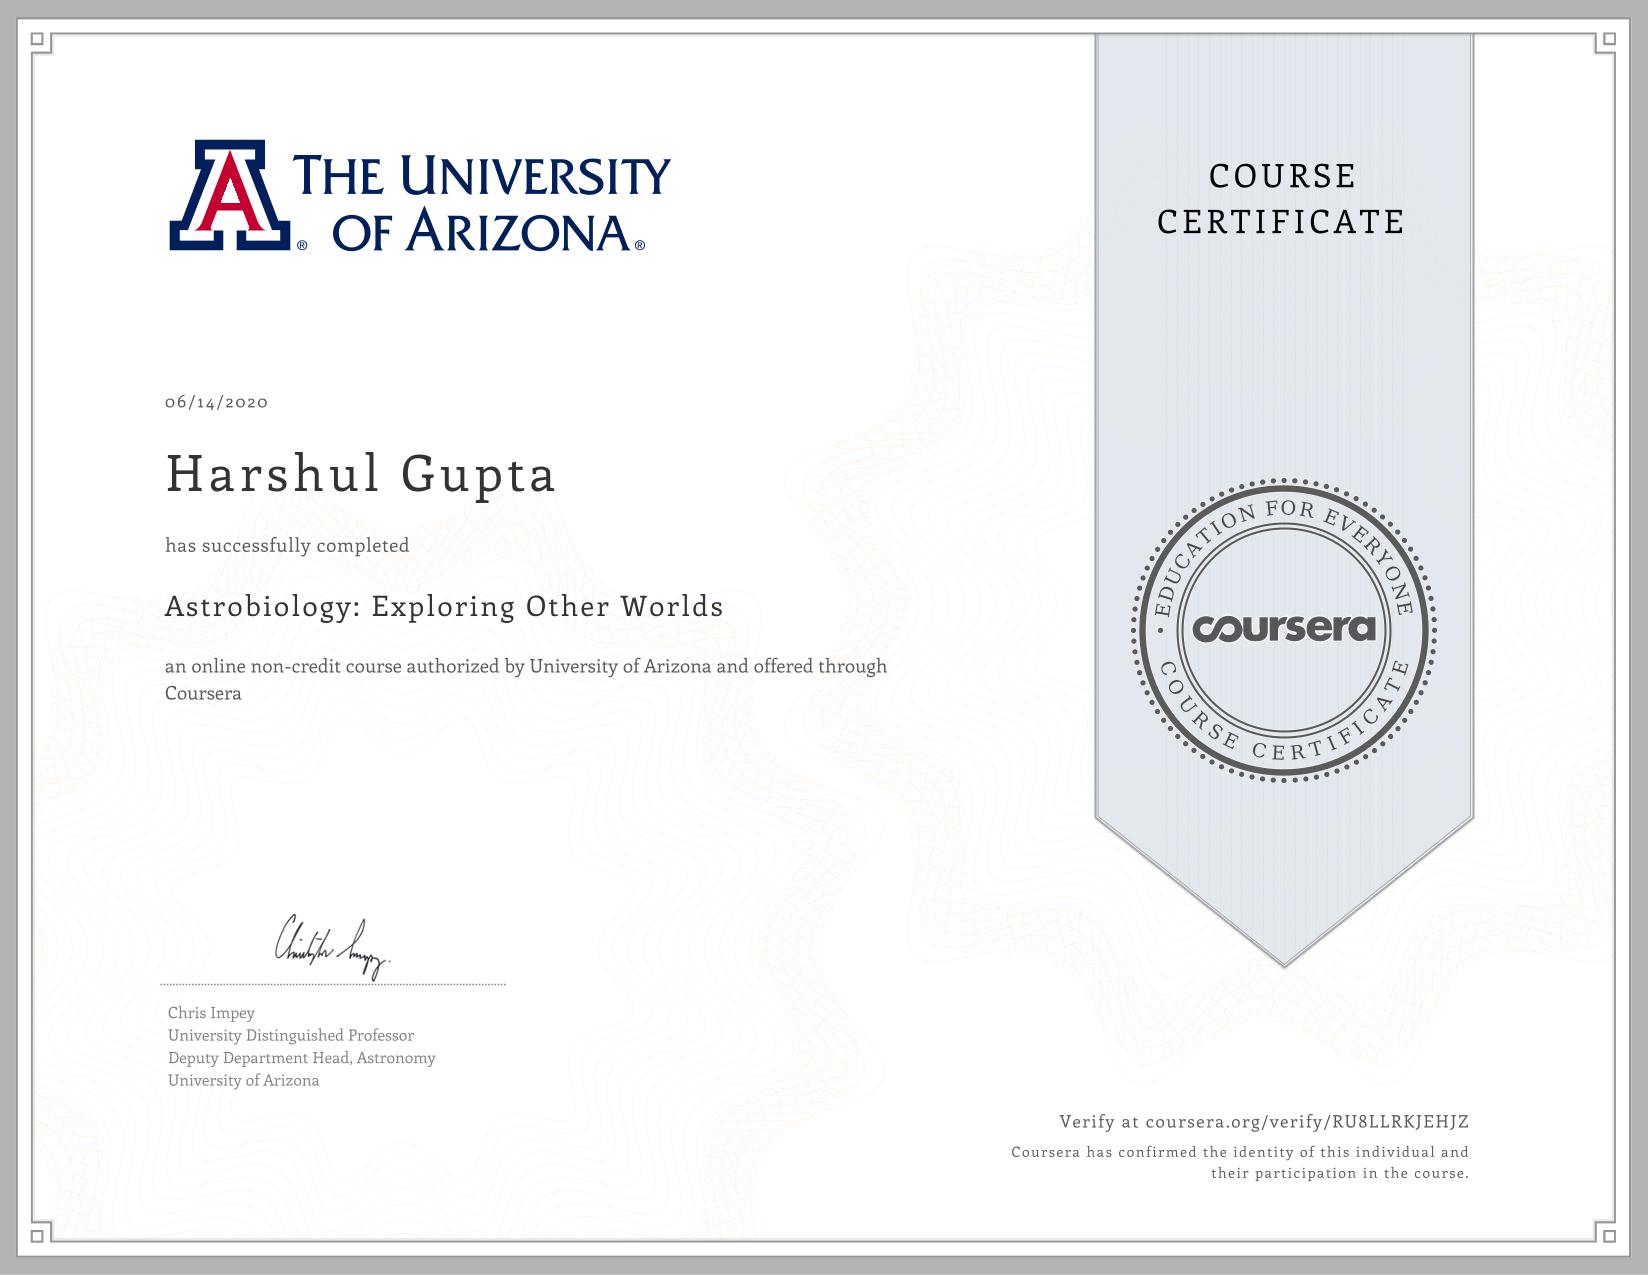 THE UNIVERSITY
OF ARIZONA
06/14/2020
Harshul Gupta
has successfully completed
Astrobiology: Exploring Other Worlds
an online non-credit course authorized by University of Arizona and offered through
Coursera
Christopher Impey
Chris Impey
University Distinguished Professor
Deputy Department Head, Astronomy
University of Arizona
COURSE
CERTIFICATE
EDUCATION FOR EVERYONE
coursera
COURSE CERTIFICATE
Verify at coursera.org/verify/RU8LLRKJEHJZ
Coursera has confirmed the identity of this individual and
their participation in the course.